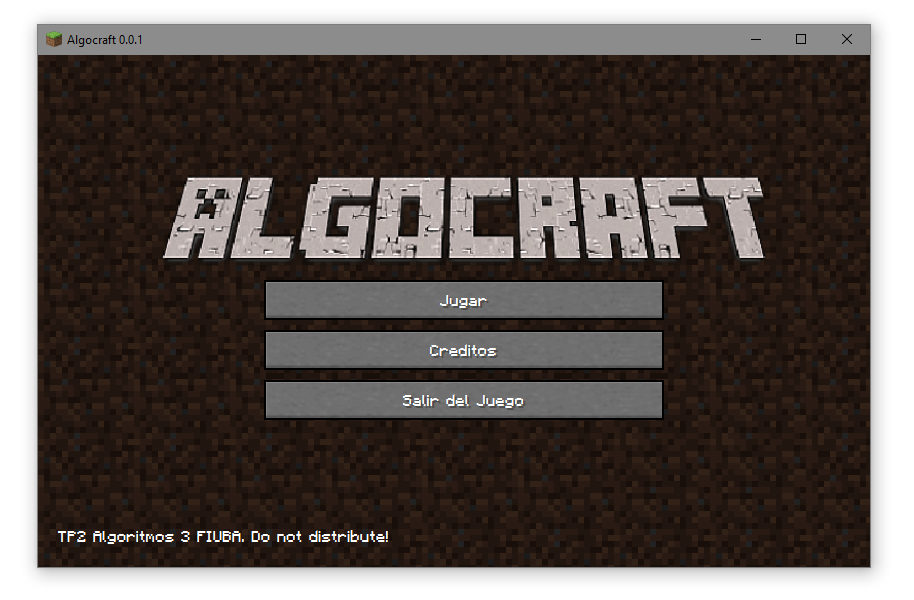 Algocraft 0.0.1
ALGOCRAFT
Jugar
Creditos
Salir del Juego
TP2 Algoritmos 3 FIUBA. Do not distribute!